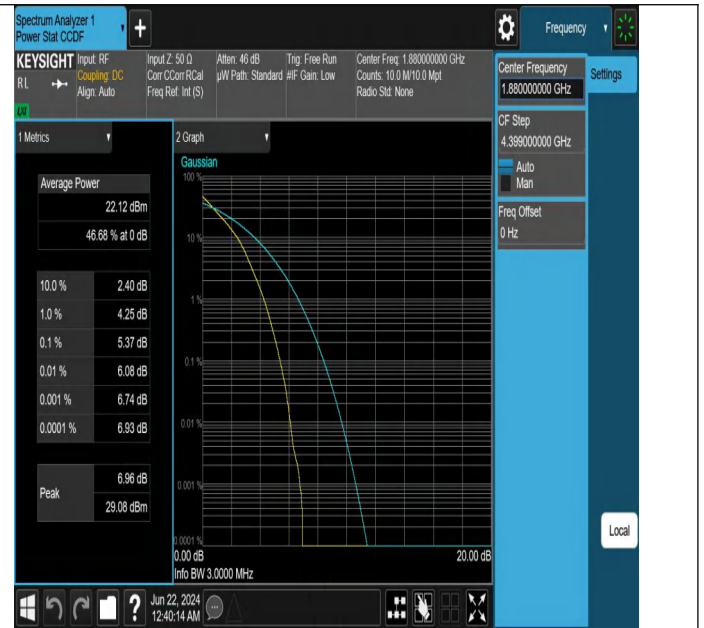 Spectrum Analyzer 1
Power Stat CCDF
Frequency
KEYSIGHT
RL
Input: RF
Coupling: DC
Align: Auto
Input Z: 50 Ω
Corr CCorr RCal
Freq Ref: Int (S)
Atten: 46 dB
µW Path: Standard
Trig: Free Run
#IF Gain: Low
Center Freq: 1.880000000 GHz
Counts: 10.0 M/10.0 Mpt
Radio Std: None
Center Frequency
1.880000000 GHz
Settings
CF Step
4.399000000 GHz
Auto
Man
Freq Offset
0 Hz
1 Metrics
Average Power
22.12 dBm
46.68 % at 0 dB
10.0 % 2.40 dB
1.0 % 4.25 dB
0.1 % 5.37 dB
0.01 % 6.08 dB
0.001 % 6.74 dB
0.0001 % 6.93 dB
Peak
6.96 dB
29.08 dBm
2 Graph
Gaussian
100 %
10 %
1 %
0.1 %
0.01 %
0.001 %
0.0001 %
0.00 dB 20.00 dB
Info BW 3.0000 MHz
Local
?
Jun 22, 2024
12:40:14 AM